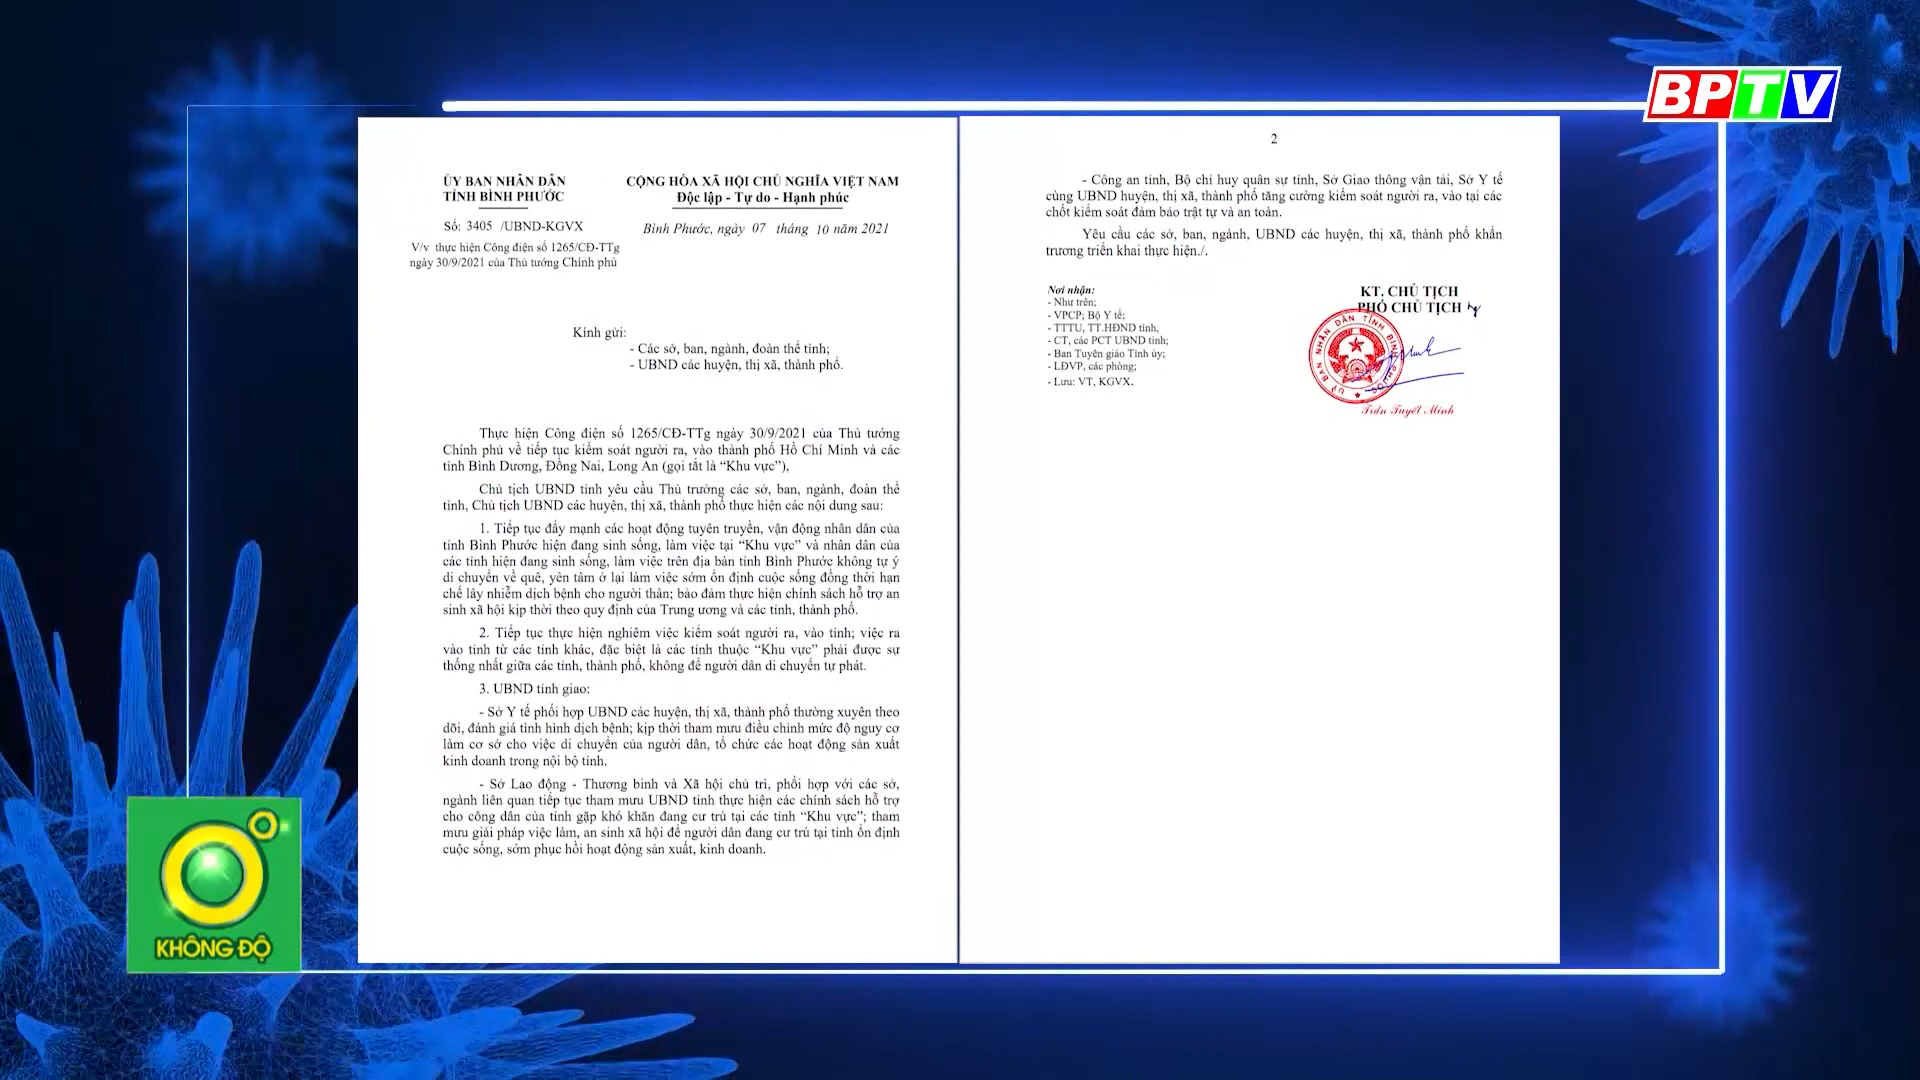 BPTV
ỦY BAN NHÂN DÂN
TỈNH BÌNH PHƯỚC
Số: 3405 /UBND-KGVX
V/v thực hiện Công điện số 1265/CĐ-TTg
ngày 30/9/2021 của Thủ tướng Chính phủ
CỘNG HÒA XÃ HỘI CHỦ NGHĨA VIỆT NAM
Độc lập - Tự do - Hạnh phúc
Bình Phước, ngày 07 tháng 10 năm 2021
Kính gửi:
- Các sở, ban, ngành, đoàn thể tỉnh;
- UBND các huyện, thị xã, thành phố.
Thực hiện Công điện số 1265/CĐ-TTg ngày 30/9/2021 của Thủ tướng
Chính phủ về tiếp tục kiểm soát người ra, vào thành phố Hồ Chí Minh và các
tỉnh Bình Dương, Đồng Nai, Long An (gọi tắt là “Khu vực”),
Chủ tịch UBND tỉnh yêu cầu Thủ trưởng các sở, ban, ngành, đoàn thể
tỉnh, Chủ tịch UBND các huyện, thị xã, thành phố thực hiện các nội dung sau:
1. Tiếp tục đẩy mạnh các hoạt động tuyên truyền, vận động nhân dân của
tỉnh Bình Phước hiện đang sinh sống, làm việc tại “Khu vực” và nhân dân của
các tỉnh hiện đang sinh sống, làm việc trên địa bàn tỉnh Bình Phước không tự ý
di chuyển về quê, yên tâm ở lại làm việc sớm ổn định cuộc sống đồng thời hạn
chế lây nhiễm dịch bệnh cho người thân; bảo đảm thực hiện chính sách hỗ trợ an
sinh xã hội kịp thời theo quy định của Trung ương và các tỉnh, thành phố.
2. Tiếp tục thực hiện nghiêm việc kiểm soát người ra, vào tỉnh; việc ra
vào tỉnh từ các tỉnh khác, đặc biệt là các tỉnh thuộc “Khu vực” phải được sự
thống nhất giữa các tỉnh, thành phố, không để người dân di chuyển tự phát.
3. UBND tỉnh giao:
- Sở Y tế phối hợp UBND các huyện, thị xã, thành phố thường xuyên theo
dõi, đánh giá tình hình dịch bệnh; kịp thời tham mưu điều chỉnh mức độ nguy cơ
làm cơ sở cho việc di chuyển của người dân, tổ chức các hoạt động sản xuất
kinh doanh trong nội bộ tỉnh.
- Sở Lao động - Thương binh và Xã hội chủ trì, phối hợp với các sở,
ngành liên quan tiếp tục tham mưu UBND tỉnh thực hiện các chính sách hỗ trợ
cho công dân của tỉnh gặp khó khăn đang cư trú tại các tỉnh “Khu vực”; tham
mưu giải pháp việc làm, an sinh xã hội để người dân đang cư trú tại tỉnh ổn định
cuộc sống, sớm phục hồi hoạt động sản xuất, kinh doanh.
2
- Công an tỉnh, Bộ chỉ huy quân sự tỉnh, Sở Giao thông vận tải, Sở Y tế
cùng UBND huyện, thị xã, thành phố tăng cường kiểm soát người ra, vào tại các
chốt kiểm soát đảm bảo trật tự và an toàn.
Yêu cầu các sở, ban, ngành, UBND các huyện, thị xã, thành phố khẩn
trương triển khai thực hiện./.
Nơi nhận:
- Như trên;
- VPCP; Bộ Y tế;
- TTTU, TT.HĐND tỉnh,
- CT, các PCT UBND tỉnh;
- Ban Tuyên giáo Tỉnh ủy;
- LĐVP, các phòng;
- Lưu: VT, KGVX.
KT. CHỦ TỊCH
PHÓ CHỦ TỊCH
ỦY BAN NHÂN DÂN TỈNH BÌNH PHƯỚC
Trần Tuyết Minh
KHÔNG ĐỘ